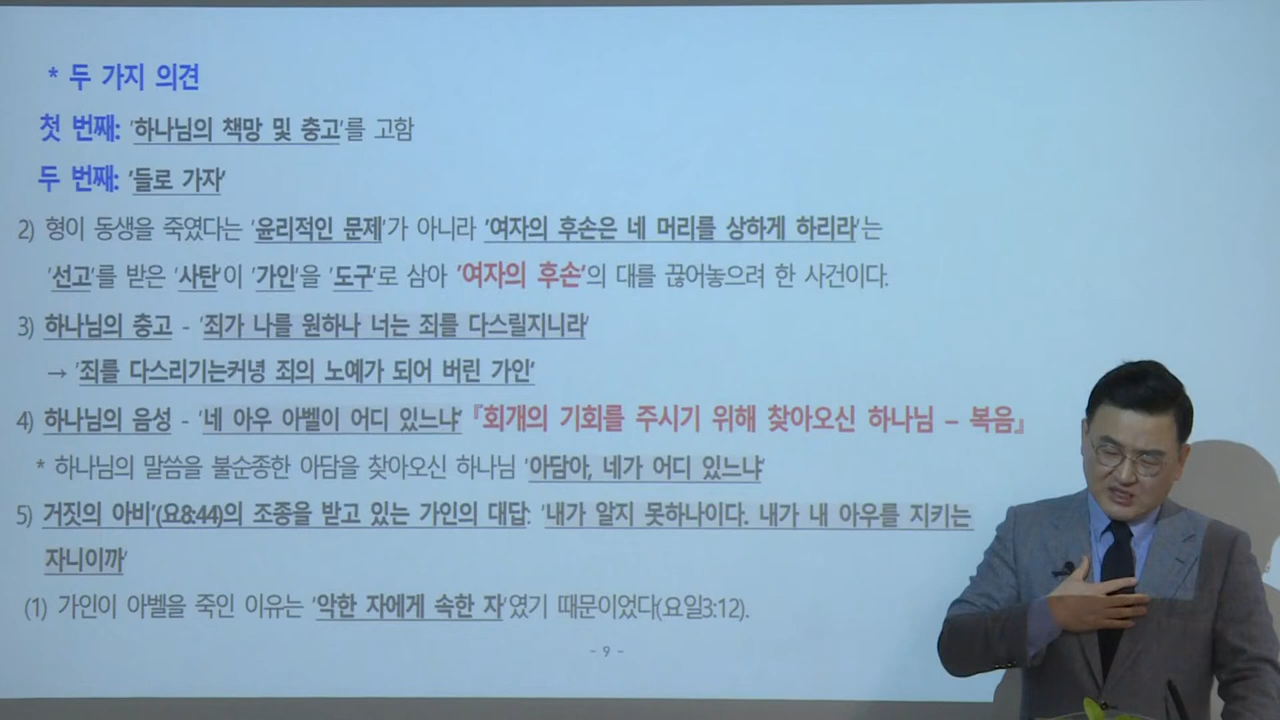 * 두 가지 의견
첫 번째: '하나님의 책망 및 충고'를 고함
두 번째: '들로 가자'
2) 형이 동생을 죽였다는 '윤리적인 문제'가 아니라 '여자의 후손은 네 머리를 상하게 하리라'는
'선고'를 받은 '사탄'이 '가인'을 '도구'로 삼아 '여자의 후손'의 대를 끊어놓으려 한 사건이다.
3) 하나님의 충고 - '죄가 나를 원하나 너는 죄를 다스릴지니라'
→ '죄를 다스리기는커녕 죄의 노예가 되어 버린 가인'
4) 하나님의 음성 - '네 아우 아벨이 어디 있느냐' 『회개의 기회를 주시기 위해 찾아오신 하나님 – 복음』
* 하나님의 말씀을 불순종한 아담을 찾아오신 하나님 '아담아, 네가 어디 있느냐'
5) 거짓의 아비'(요8:44)의 조종을 받고 있는 가인의 대답: '내가 알지 못하나이다. 내가 내 아우를 지키는
자니이까'
(1) 가인이 아벨을 죽인 이유는 '악한 자에게 속한 자'였기 때문이었다(요일3:12).
- 9 -